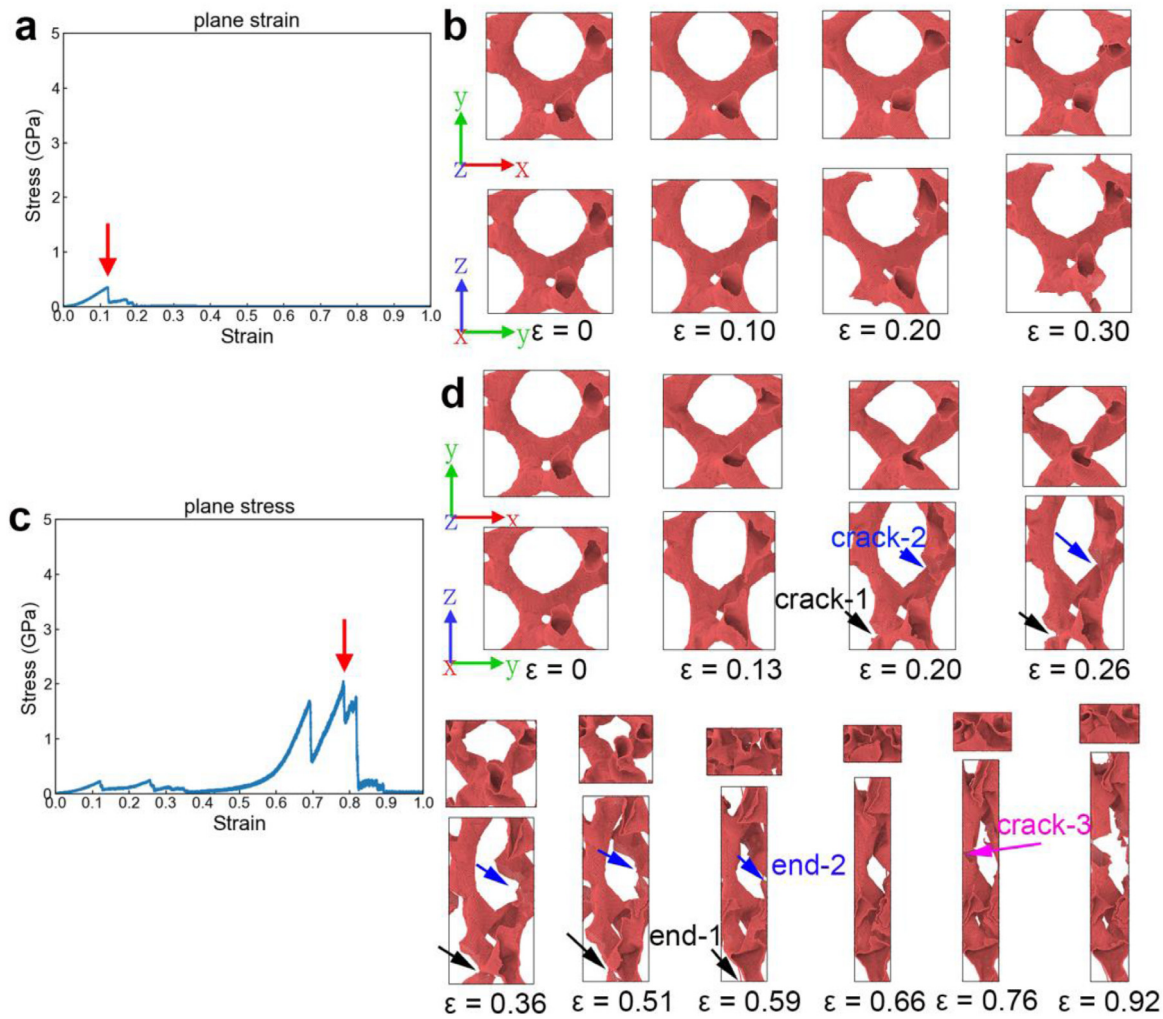 a
plane strain
5
4
3
2
1
0
Stress (GPa)
0.0 0.1 0.2 0.3 0.4 0.5 0.6 0.7 0.8 0.9 1.0
Strain
b
y
z x
z
x y
ε = 0 ε = 0.10 ε = 0.20 ε = 0.30
c
plane stress
5
4
3
2
1
0
Stress (GPa)
0.0 0.1 0.2 0.3 0.4 0.5 0.6 0.7 0.8 0.9 1.0
Strain
d
y
z x
z
x y
crack-2
crack-1
ε = 0 ε = 0.13 ε = 0.20 ε = 0.26
crack-3
end-2
end-1
ε = 0.36 ε = 0.51 ε = 0.59 ε = 0.66 ε = 0.76 ε = 0.92